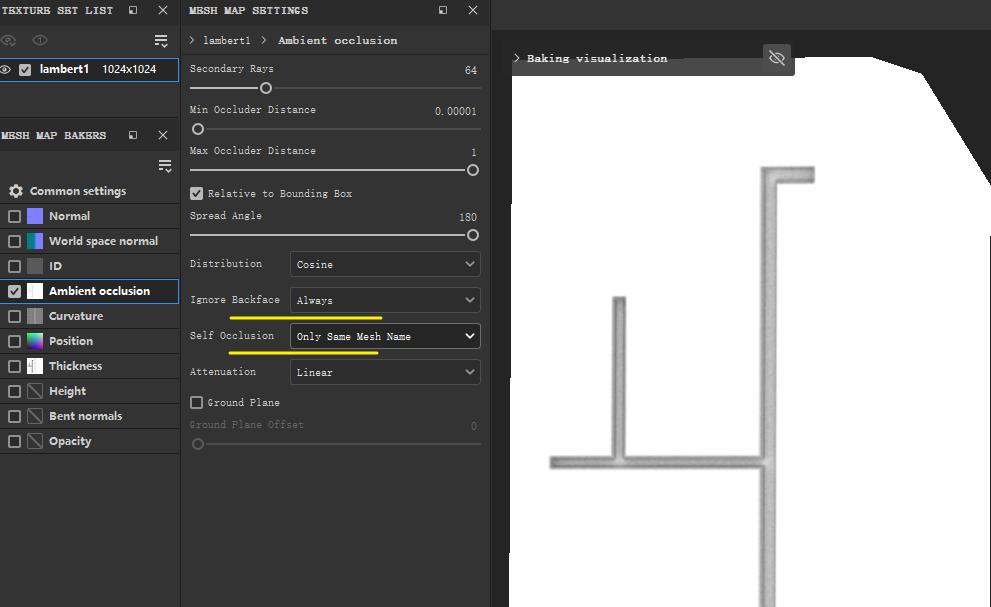 TEXTURE SET LIST
lambert1 1024x1024
MESH MAP BAKERS
Common settings
Normal
World space normal
ID
Ambient occlusion
Curvature
Position
Thickness
Height
Bent normals
Opacity
MESH MAP SETTINGS
> lambert1 > Ambient occlusion
Secondary Rays 64
Min Occluder Distance 0.00001
Max Occluder Distance 1
Relative to Bounding Box
Spread Angle 180
Distribution Cosine
Ignore Backface Always
Self Occlusion Only Same Mesh Name
Attenuation Linear
Ground Plane
Ground Plane Offset 0
> Baking visualization